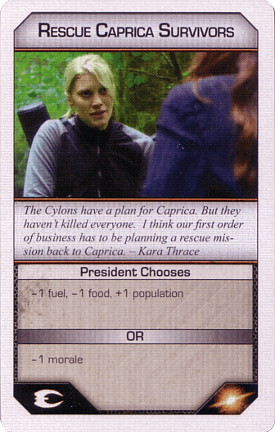 RESCUE CAPRICA SURVIVORS
The Cylons have a plan for Caprica. But they
haven't killed everyone. I think our first order
of business has to be planning a rescue mis-
sion back to Caprica. – Kara Thrace
President Chooses
–1 fuel, –1 food, +1 population
OR
–1 morale